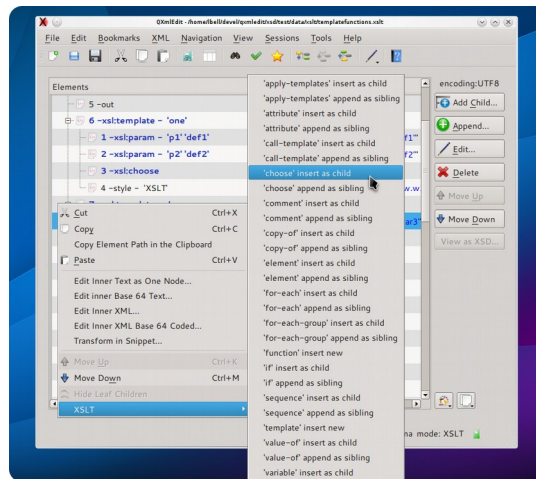 QXmlEdit - /home/lbell/devel/qxmledit/rsd/test/data/xslt/templatefunctions.xslt
File Edit Bookmarks XML Navigation View Sessions Tools Help
Elements
encoding:UTF8
5 -out
6 -xsl:template - 'one'
1 -xsl:param - 'p1''def1'
f1'"
2 -xsl:param - 'p2''def2'
f2'"
3 -xsl:choose
4 -style - 'XSLT'
w.w.
ar3"
Add Child...
Append...
Edit...
Delete
Move Up
Move Down
View as XSD...
Cut Ctrl+X
Copy Ctrl+C
Copy Element Path in the Clipboard
Paste Ctrl+V
Edit Inner Text as One Node...
Edit inner Base 64 Text...
Edit Inner XML...
Edit Inner XML Base 64 Coded...
Transform in Snippet...
Move Up Ctrl+K
Move Down Ctrl+M
Hide Leaf Children
XSLT
'apply-templates' insert as child
'apply-templates' append as sibling
'attribute' insert as child
'attribute' append as sibling
'call-template' insert as child
'call-template' append as sibling
'choose' insert as child
'choose' append as sibling
'comment' insert as child
'comment' append as sibling
'copy-of' insert as child
'copy-of' append as sibling
'element' insert as child
'element' append as sibling
'for-each' insert as child
'for-each' append as sibling
'for-each-group' insert as child
'for-each-group' append as sibling
'function' insert new
'if' insert as child
'if' append as sibling
'sequence' insert as child
'sequence' append as sibling
'template' insert new
'value-of' insert as child
'value-of' append as sibling
'variable' insert as child
ma mode: XSLT